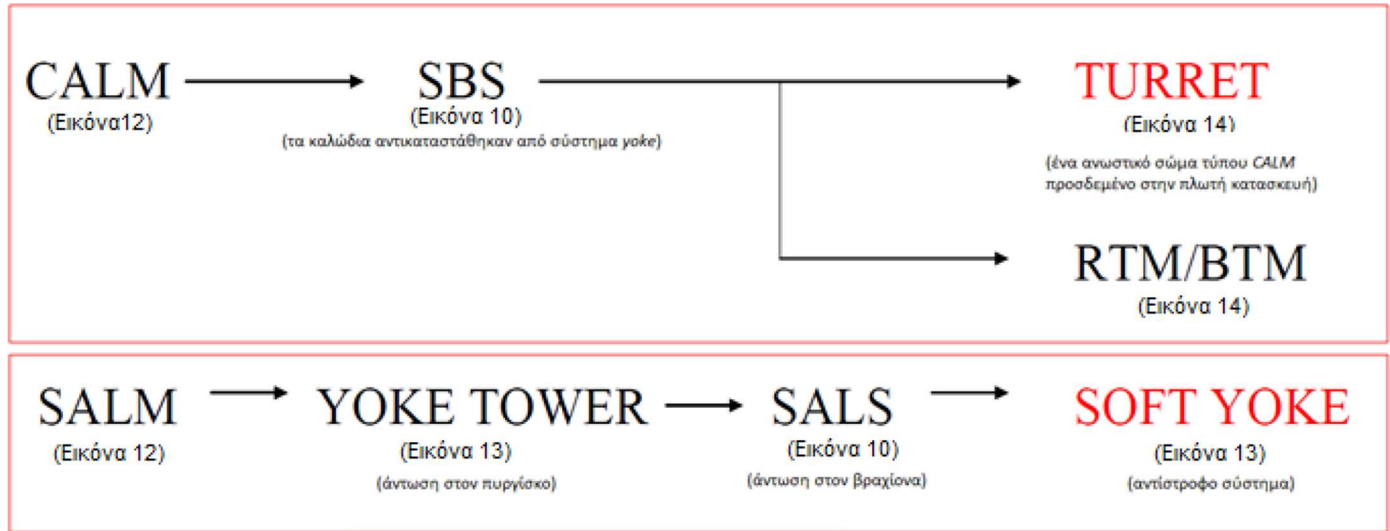 CALM SBS TURRET
(Εικόνα12) (Εικόνα 10) (Εικόνα 14)
(τα καλώδια αντικαταστάθηκαν από σύστημα yoke)
(ένα ανωστικό σώμα τύπου CALM
προσδεμένο στην πλωτή κατασκευή)
RTM/BTM
(Εικόνα 14)
SALM YOKE TOWER SALS SOFT YOKE
(Εικόνα 12) (Εικόνα 13) (Εικόνα 10) (Εικόνα 13)
(άντωση στον πυργίσκο) (άντωση στον βραχίονα) (αντίστροφο σύστημα)